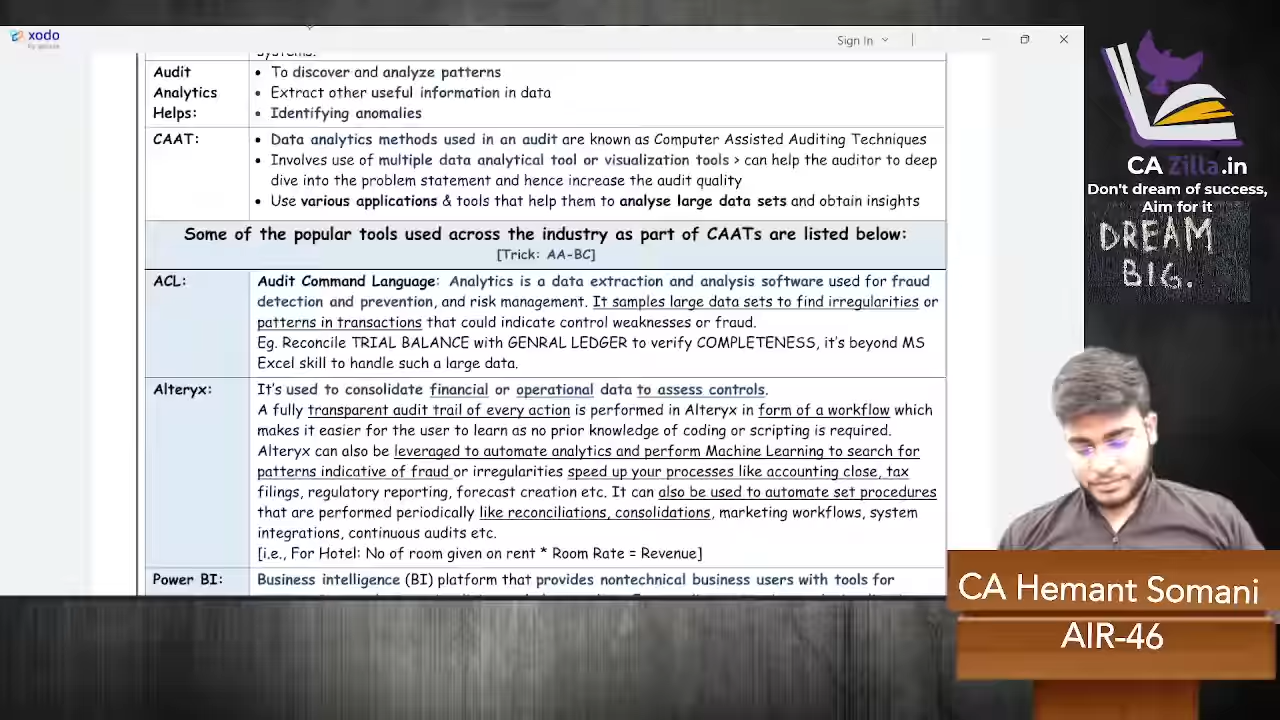 xodo
Sign In
systems.
Audit • To discover and analyze patterns
Analytics • Extract other useful information in data
Helps: • Identifying anomalies
CAAT: • Data analytics methods used in an audit are known as Computer Assisted Auditing Techniques
• Involves use of multiple data analytical tool or visualization tools > can help the auditor to deep
dive into the problem statement and hence increase the audit quality
• Use various applications & tools that help them to analyse large data sets and obtain insights
Some of the popular tools used across the industry as part of CAATs are listed below:
[Trick: AA-BC]
ACL: Audit Command Language: Analytics is a data extraction and analysis software used for fraud
detection and prevention, and risk management. It samples large data sets to find irregularities or
patterns in transactions that could indicate control weaknesses or fraud.
Eg. Reconcile TRIAL BALANCE with GENRAL LEDGER to verify COMPLETENESS, it's beyond MS
Excel skill to handle such a large data.
Alteryx: It's used to consolidate financial or operational data to assess controls.
A fully transparent audit trail of every action is performed in Alteryx in form of a workflow which
makes it easier for the user to learn as no prior knowledge of coding or scripting is required.
Alteryx can also be leveraged to automate analytics and perform Machine Learning to search for
patterns indicative of fraud or irregularities speed up your processes like accounting close, tax
filings, regulatory reporting, forecast creation etc. It can also be used to automate set procedures
that are performed periodically like reconciliations, consolidations, marketing workflows, system
integrations, continuous audits etc.
[i.e., For Hotel: No of room given on rent * Room Rate = Revenue]
Power BI: Business intelligence (BI) platform that provides nontechnical business users with tools for
CA Zilla.in
Don't dream of success,
Aim for it
DREAM
BIG.
CA Hemant Somani
AIR-46